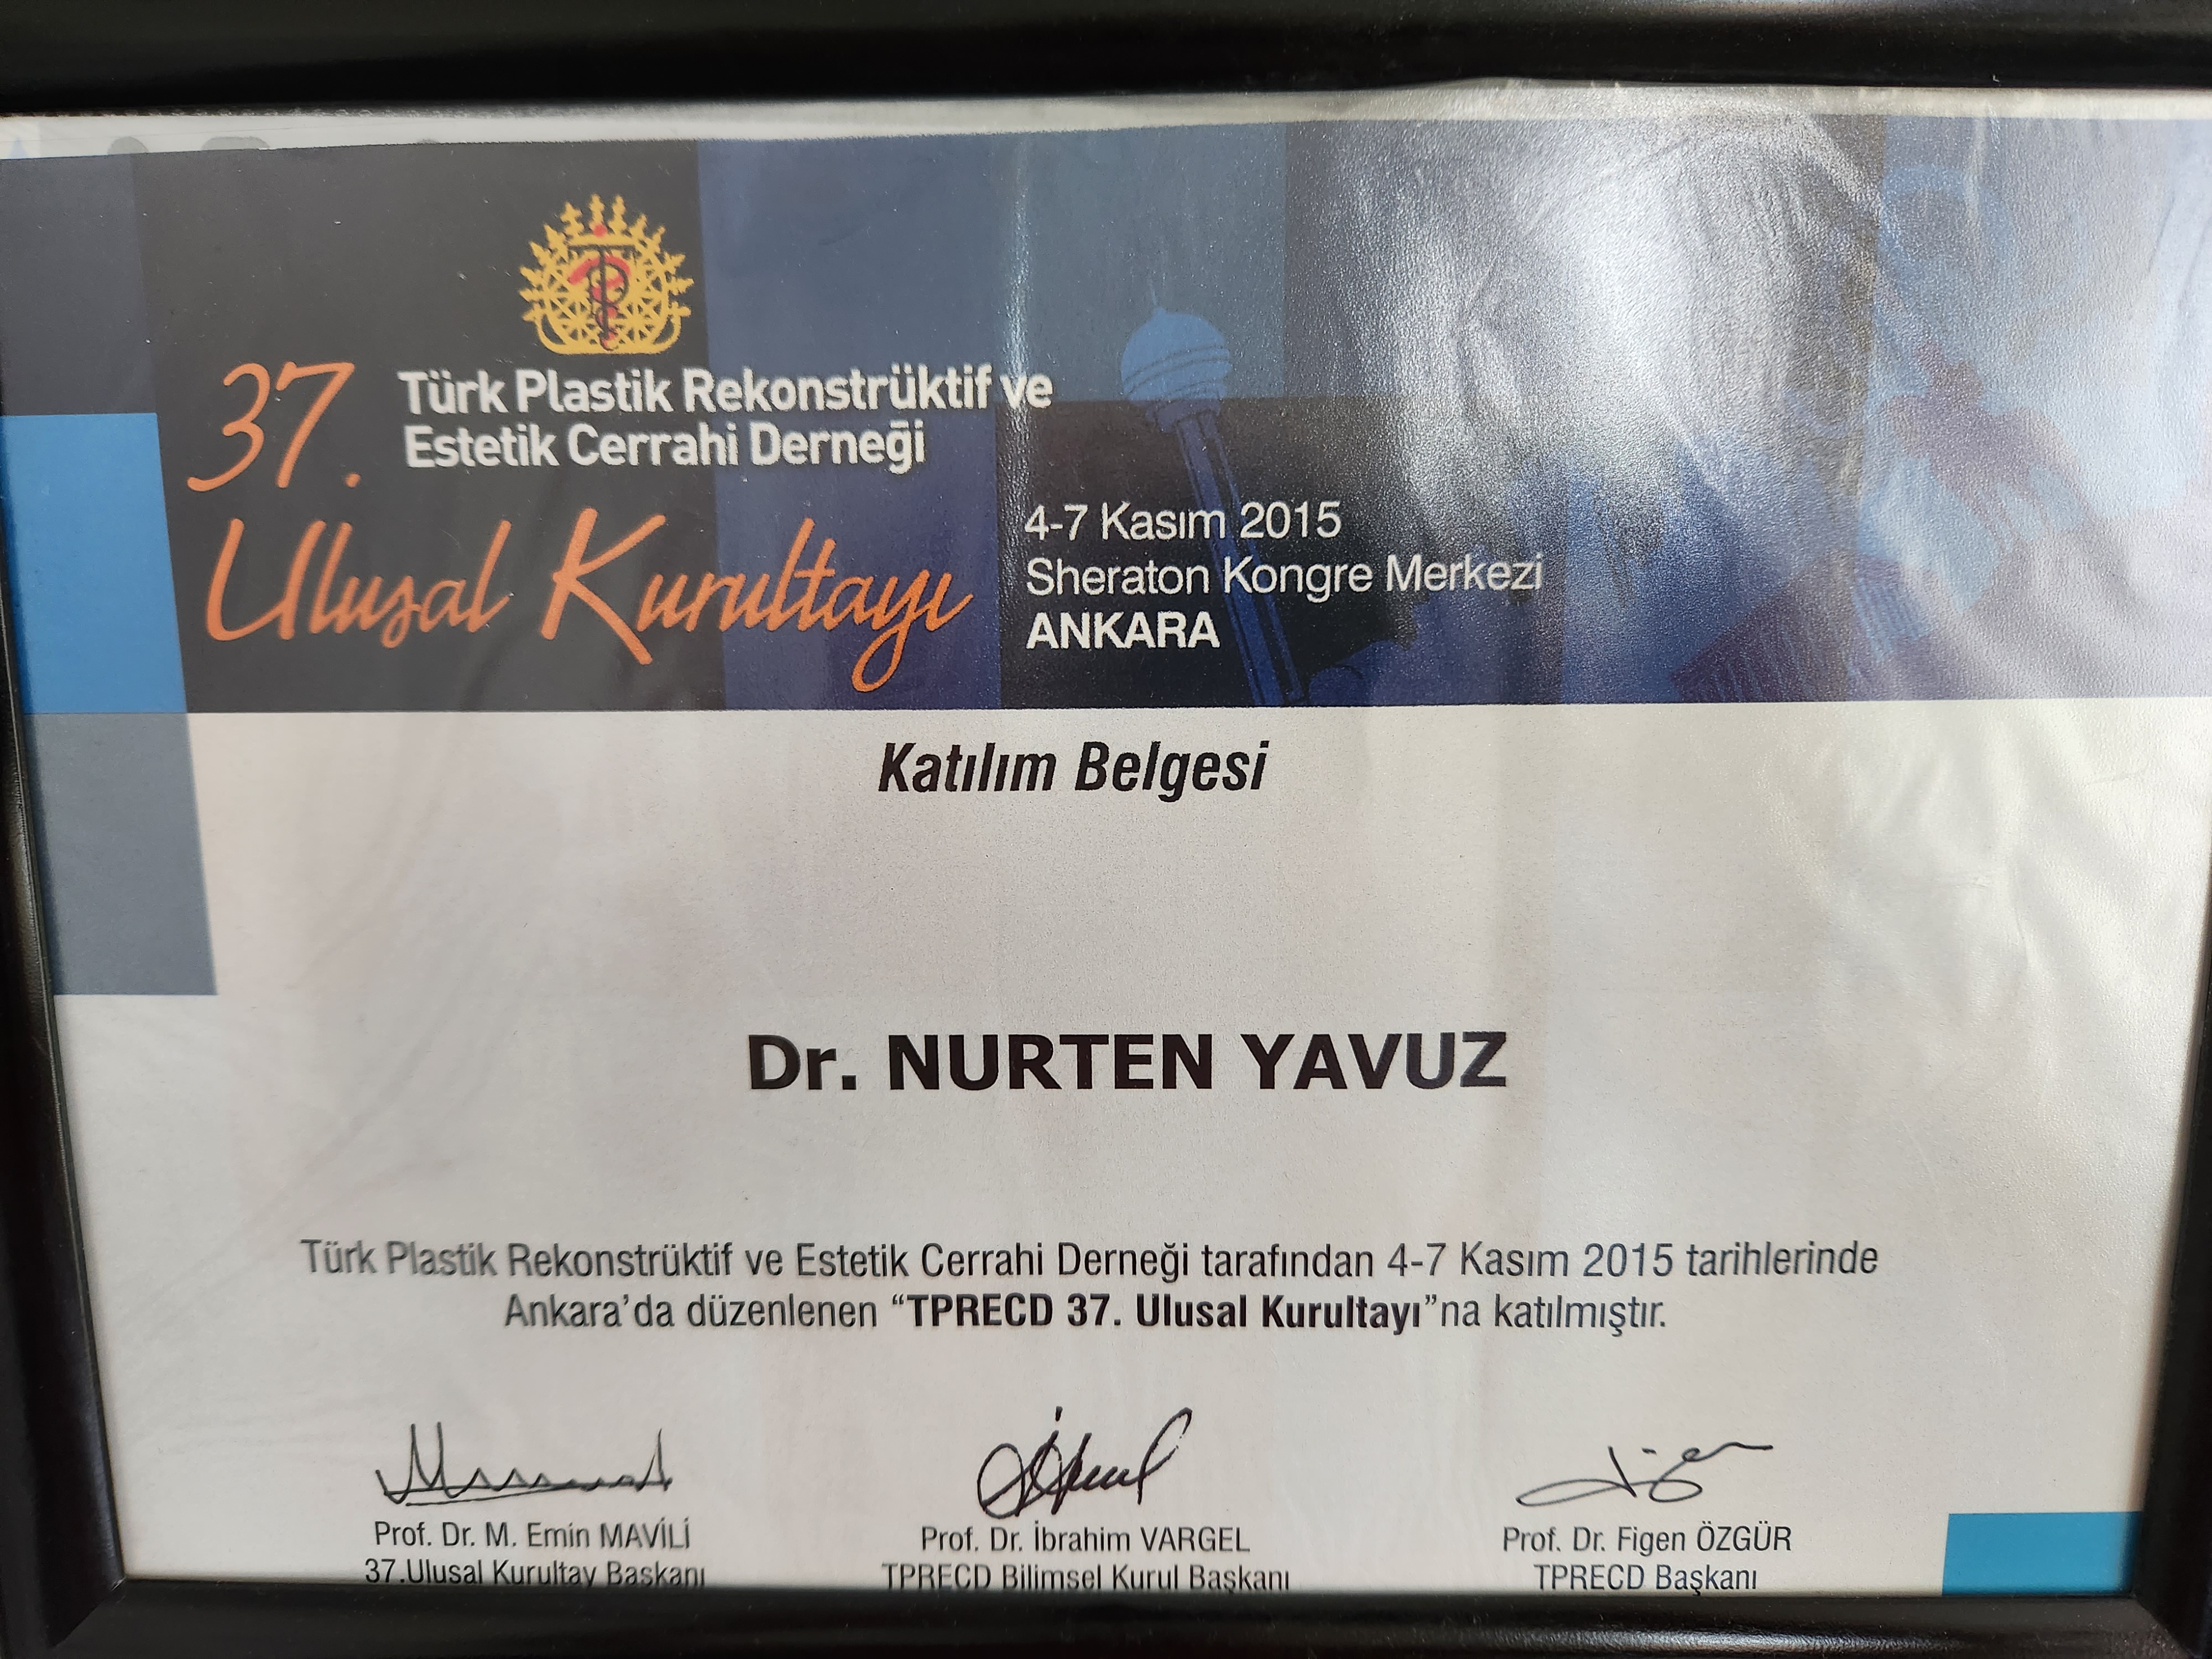 37. Türk Plastik Rekonstrüktif ve
Estetik Cerrahi Derneği
Ulusal Kurultayı
4-7 Kasım 2015
Sheraton Kongre Merkezi
ANKARA
Katılım Belgesi
Dr. NURTEN YAVUZ
Türk Plastik Rekonstrüktif ve Estetik Cerrahi Derneği tarafından 4-7 Kasım 2015 tarihlerinde
Ankara'da düzenlenen “TPRECD 37. Ulusal Kurultayı”na katılmıştır.
Prof. Dr. M. Emin MAVİLİ
37.Ulusal Kurultay Başkanı
Prof. Dr. İbrahim VARGEL
TPRECD Bilimsel Kurul Başkanı
Prof. Dr. Figen ÖZGÜR
TPRECD Başkanı